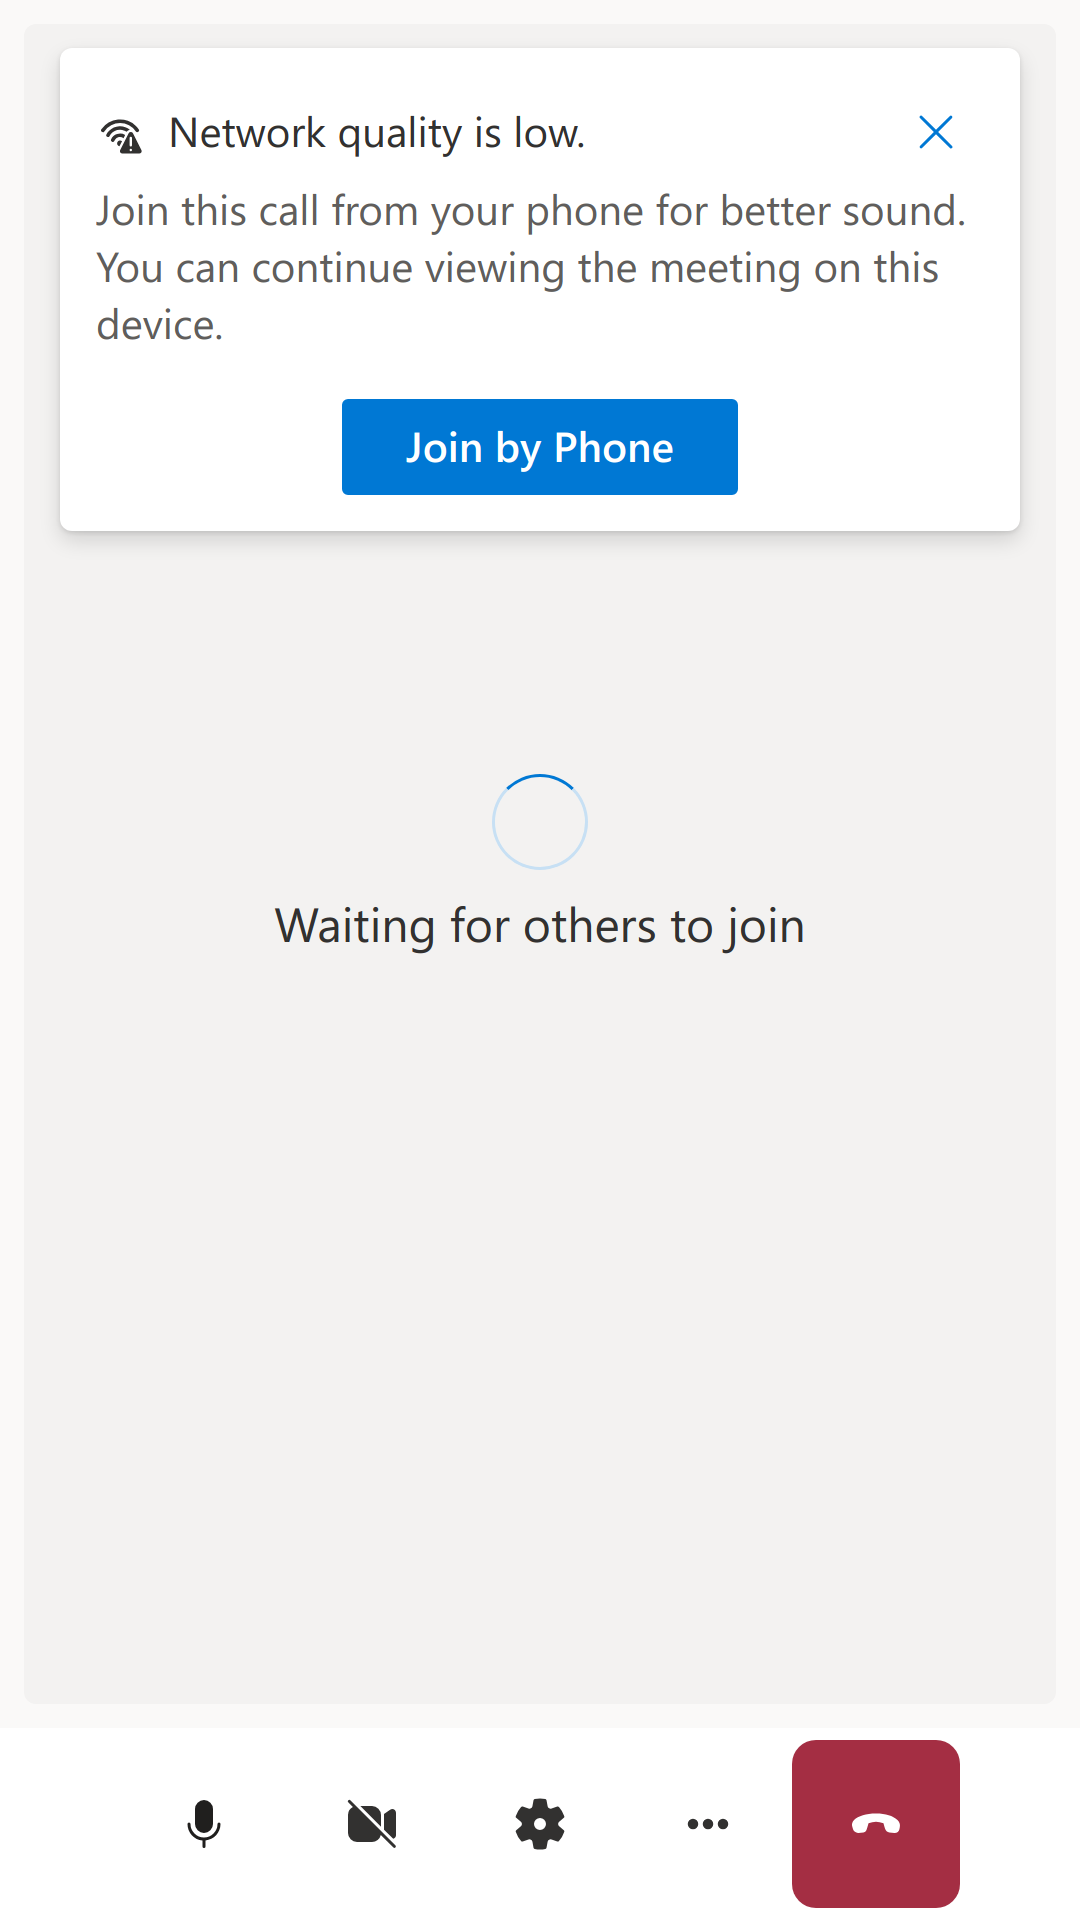 Network quality is low.
Join this call from your phone for better sound.
You can continue viewing the meeting on this
device.
Join by Phone
Waiting for others to join